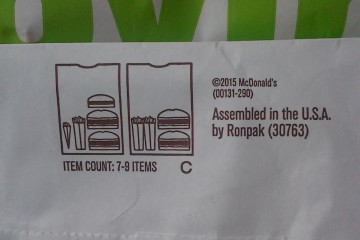 ©2015 McDonald's
(00131-290)
Assembled in the U.S.A.
by Ronpak (30763)
ITEM COUNT: 7-9 ITEMS C